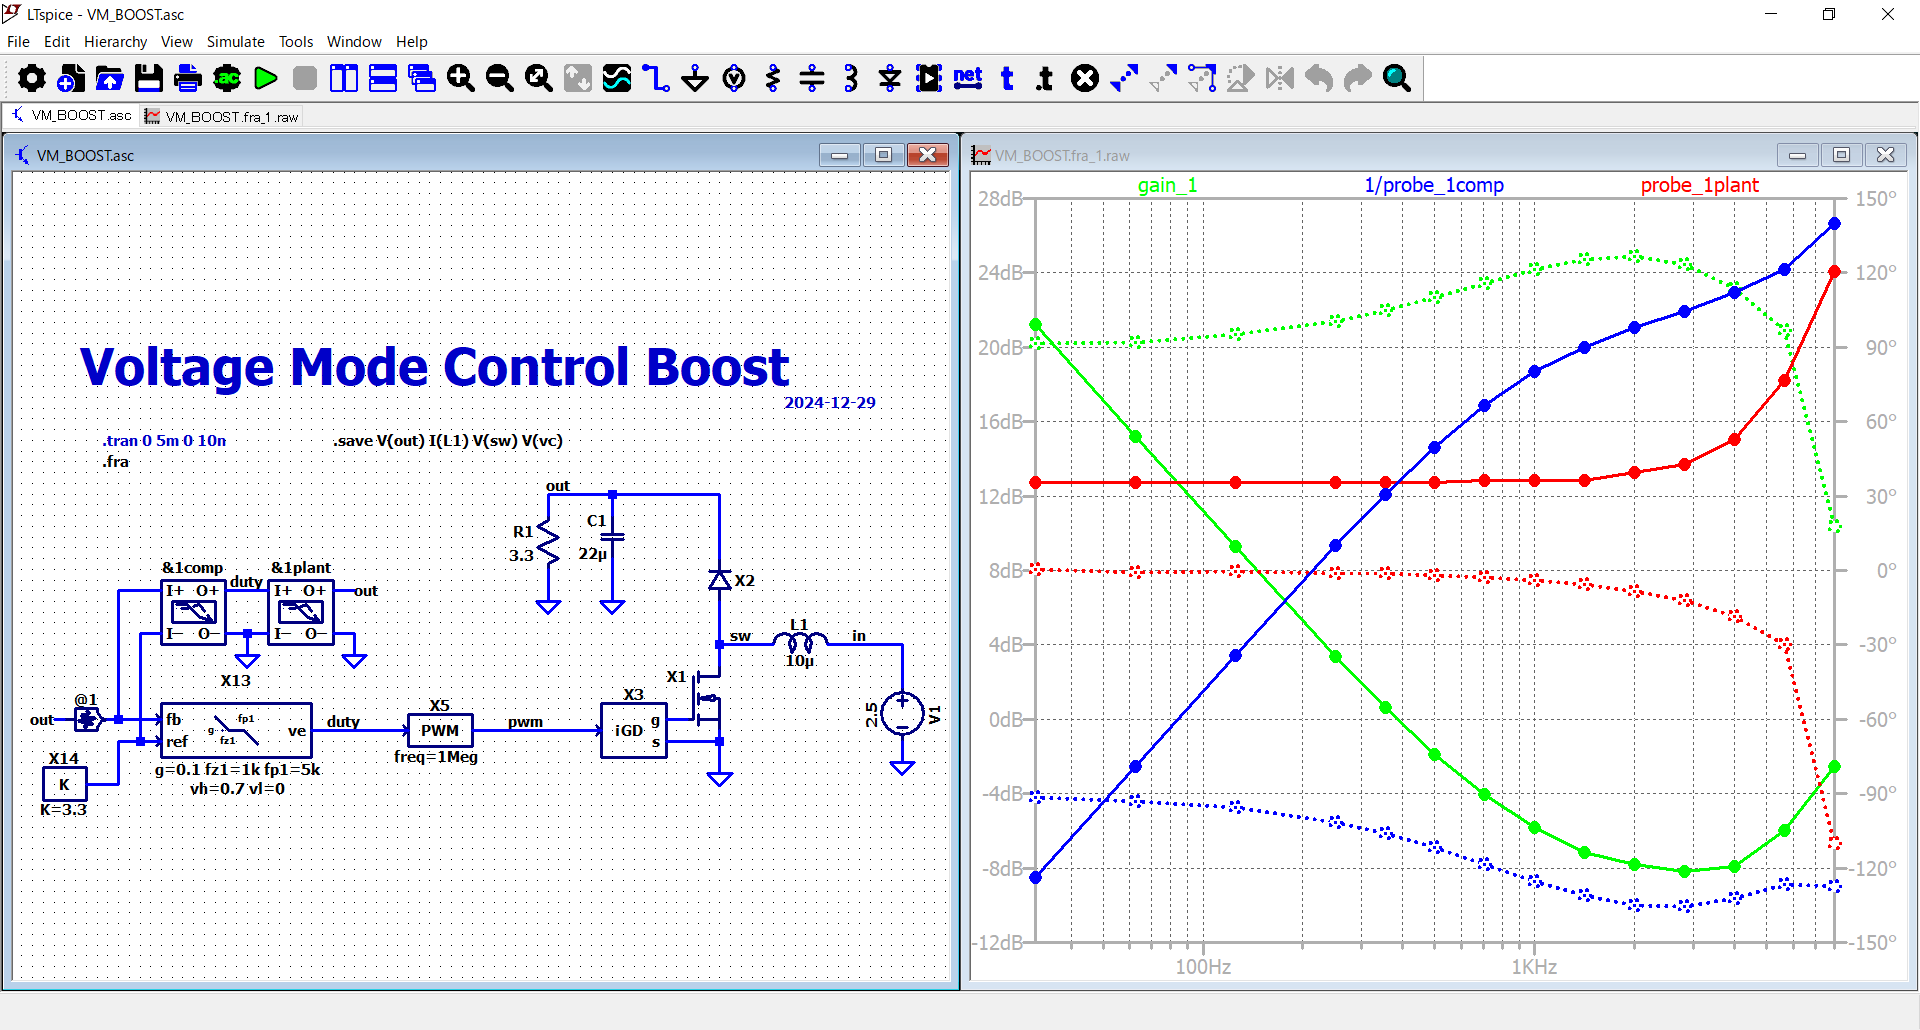 LTspice - VM_BOOST.asc
File Edit Hierarchy View Simulate Tools Window Help
.ac
net t .t
VM_BOOST.asc VM_BOOST.fra_1.raw
VM_BOOST.asc
Voltage Mode Control Boost
2024-12-29
.tran 0 5m 0 10n
.save V(out) I(L1) V(sw) V(vc)
.fra
out
R1
3.3
C1
22µ
X2
&1comp
&1plant
I+ O+
duty
I+ O+
out
I− O−
I− O−
X13
sw
L1
10µ
in
X1
@1
out
fb
ref
g
fp1
fz1
ve
duty
X5
PWM
freq=1Meg
pwm
X3
iGD
g
s
2.5
V1
X14
K
K=3.3
g=0.1 fz1=1k fp1=5k
vh=0.7 vl=0
VM_BOOST.fra_1.raw
gain_1
1/probe_1comp
probe_1plant
28dB
24dB
20dB
16dB
12dB
8dB
4dB
0dB
-4dB
-8dB
-12dB
150°
120°
90°
60°
30°
0°
-30°
-60°
-90°
-120°
-150°
100Hz
1KHz